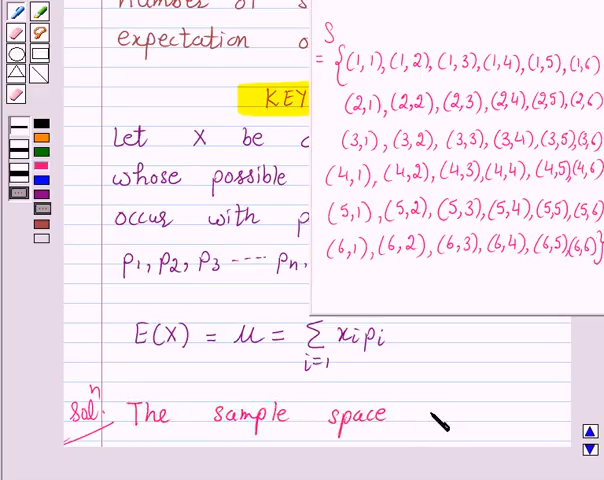 number of s
expectation o
KEY
Let X be
whose possible
occur with p
p1, p2, p3 ---- pn,
E(X) = μ = Σ xipi
i=1
Solⁿ. The sample space
S
= {(1,1), (1,2), (1,3), (1,4), (1,5), (1,6)
(2,1), (2,2), (2,3), (2,4), (2,5), (2,6)
(3,1), (3,2), (3,3), (3,4), (3,5), (3,6)
(4,1), (4,2), (4,3), (4,4), (4,5), (4,6)
(5,1), (5,2), (5,3), (5,4), (5,5), (5,6)
(6,1), (6,2), (6,3), (6,4), (6,5), (6,6)}